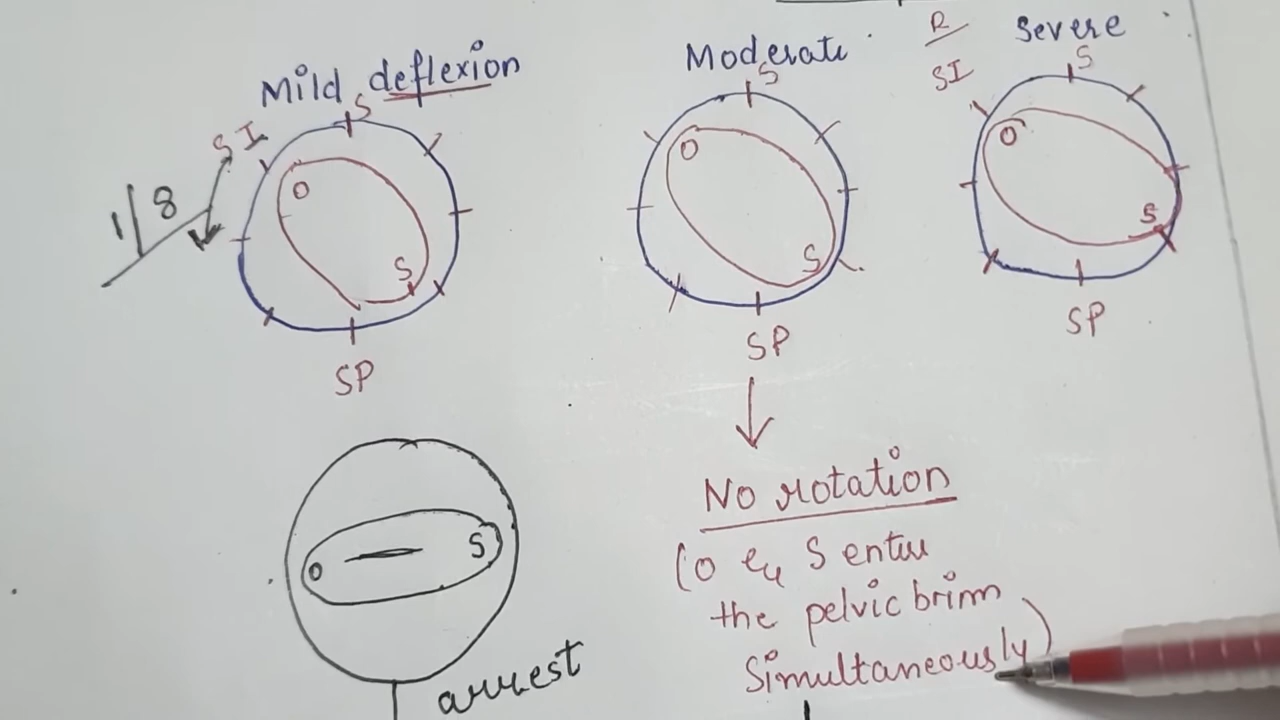 Mild deflexion
Moderate
Severe
S
SI
1/8
O
S
SP
S
O
S
SP
R
SI
S
O
S
SP
O
S
arrest
No rotation
(O & S enter
the pelvic brim
Simultaneously)